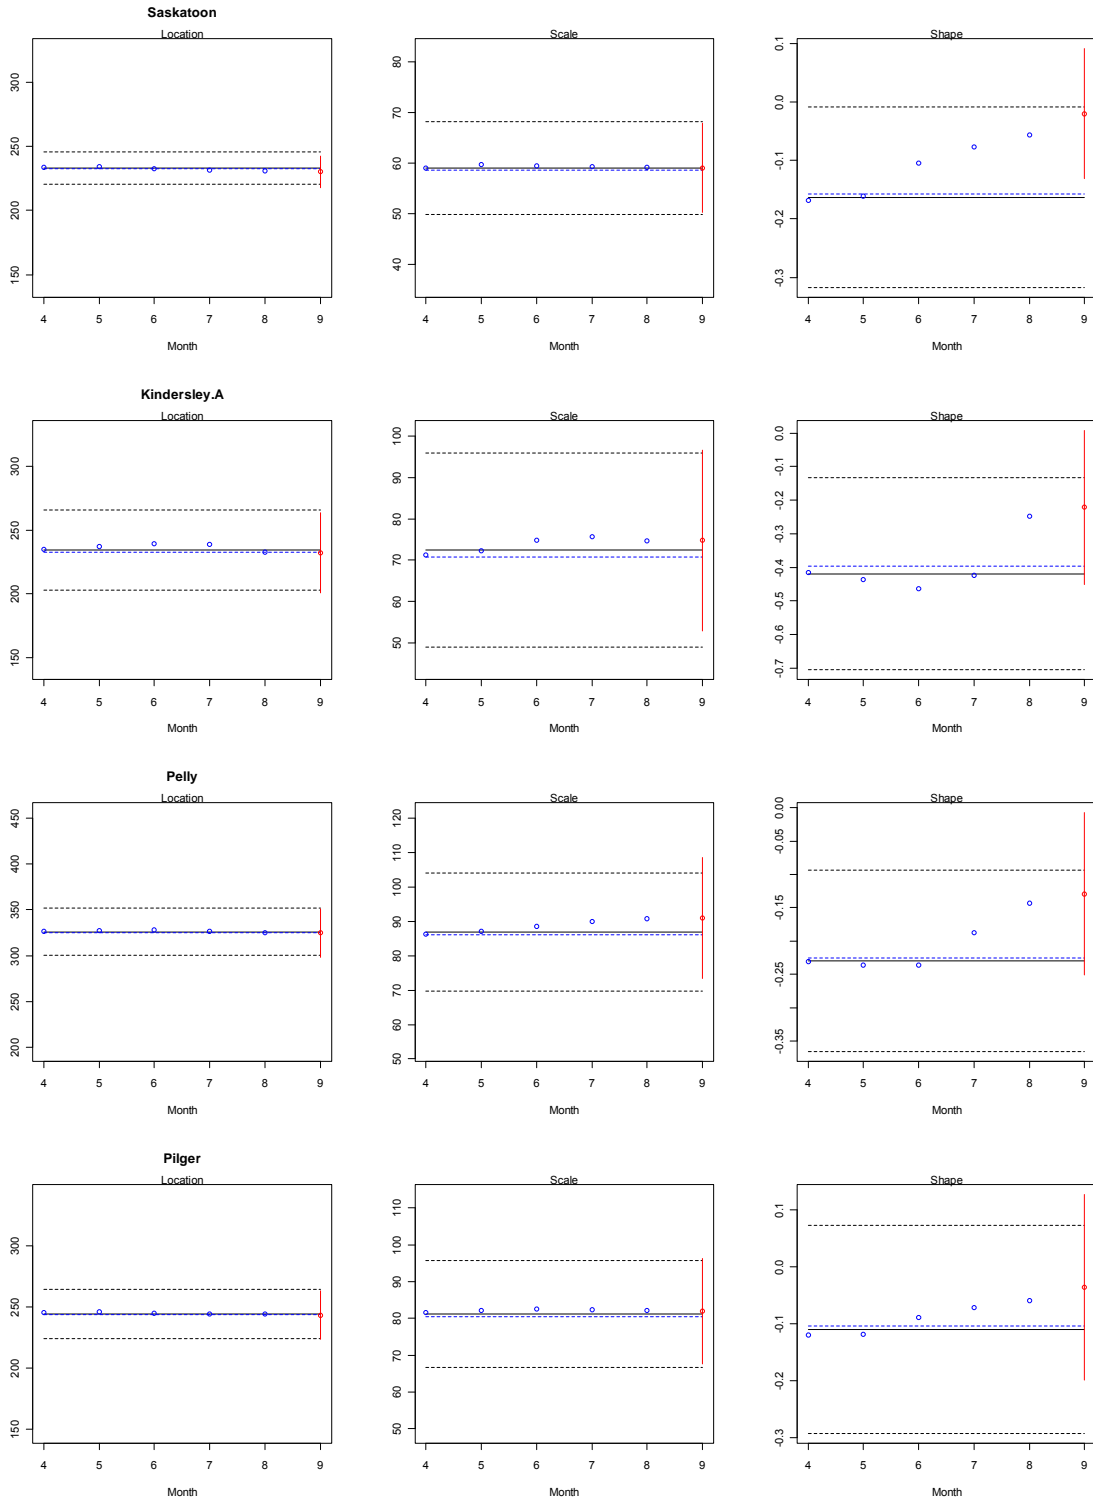 Saskatoon
Location
Scale
Shape
150 200 250 300
40 50 60 70 80
-0.3 -0.2 -0.1 0.0 0.1
4 5 6 7 8 9
4 5 6 7 8 9
4 5 6 7 8 9
Month
Month
Month
Kindersley.A
Location
Scale
Shape
150 200 250 300
50 60 70 80 90 100
-0.7 -0.6 -0.5 -0.4 -0.3 -0.2 -0.1 0.0
4 5 6 7 8 9
4 5 6 7 8 9
4 5 6 7 8 9
Month
Month
Month
Pelly
Location
Scale
Shape
200 250 300 350 400 450
50 60 70 80 90 100 110 120
-0.35 -0.25 -0.15 -0.05 0.00
4 5 6 7 8 9
4 5 6 7 8 9
4 5 6 7 8 9
Month
Month
Month
Pilger
Location
Scale
Shape
150 200 250 300
50 60 70 80 90 100 110
-0.3 -0.2 -0.1 0.0 0.1
4 5 6 7 8 9
4 5 6 7 8 9
4 5 6 7 8 9
Month
Month
Month